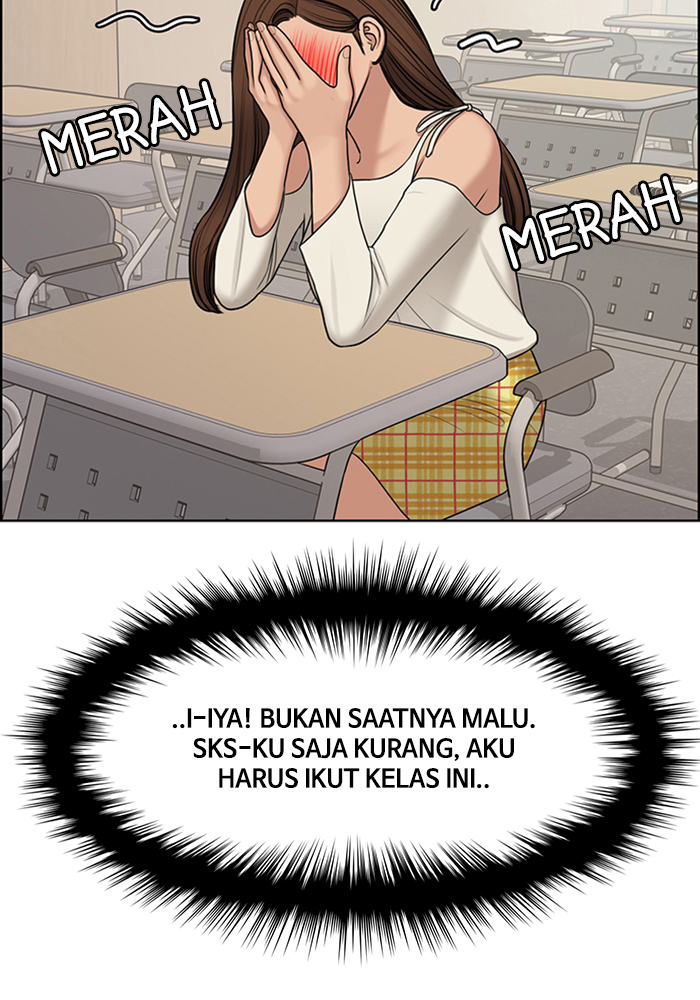 MERAH
MERAH
..I-IYA! BUKAN SAATNYA MALU.
SKS-KU SAJA KURANG, AKU
HARUS IKUT KELAS INI..